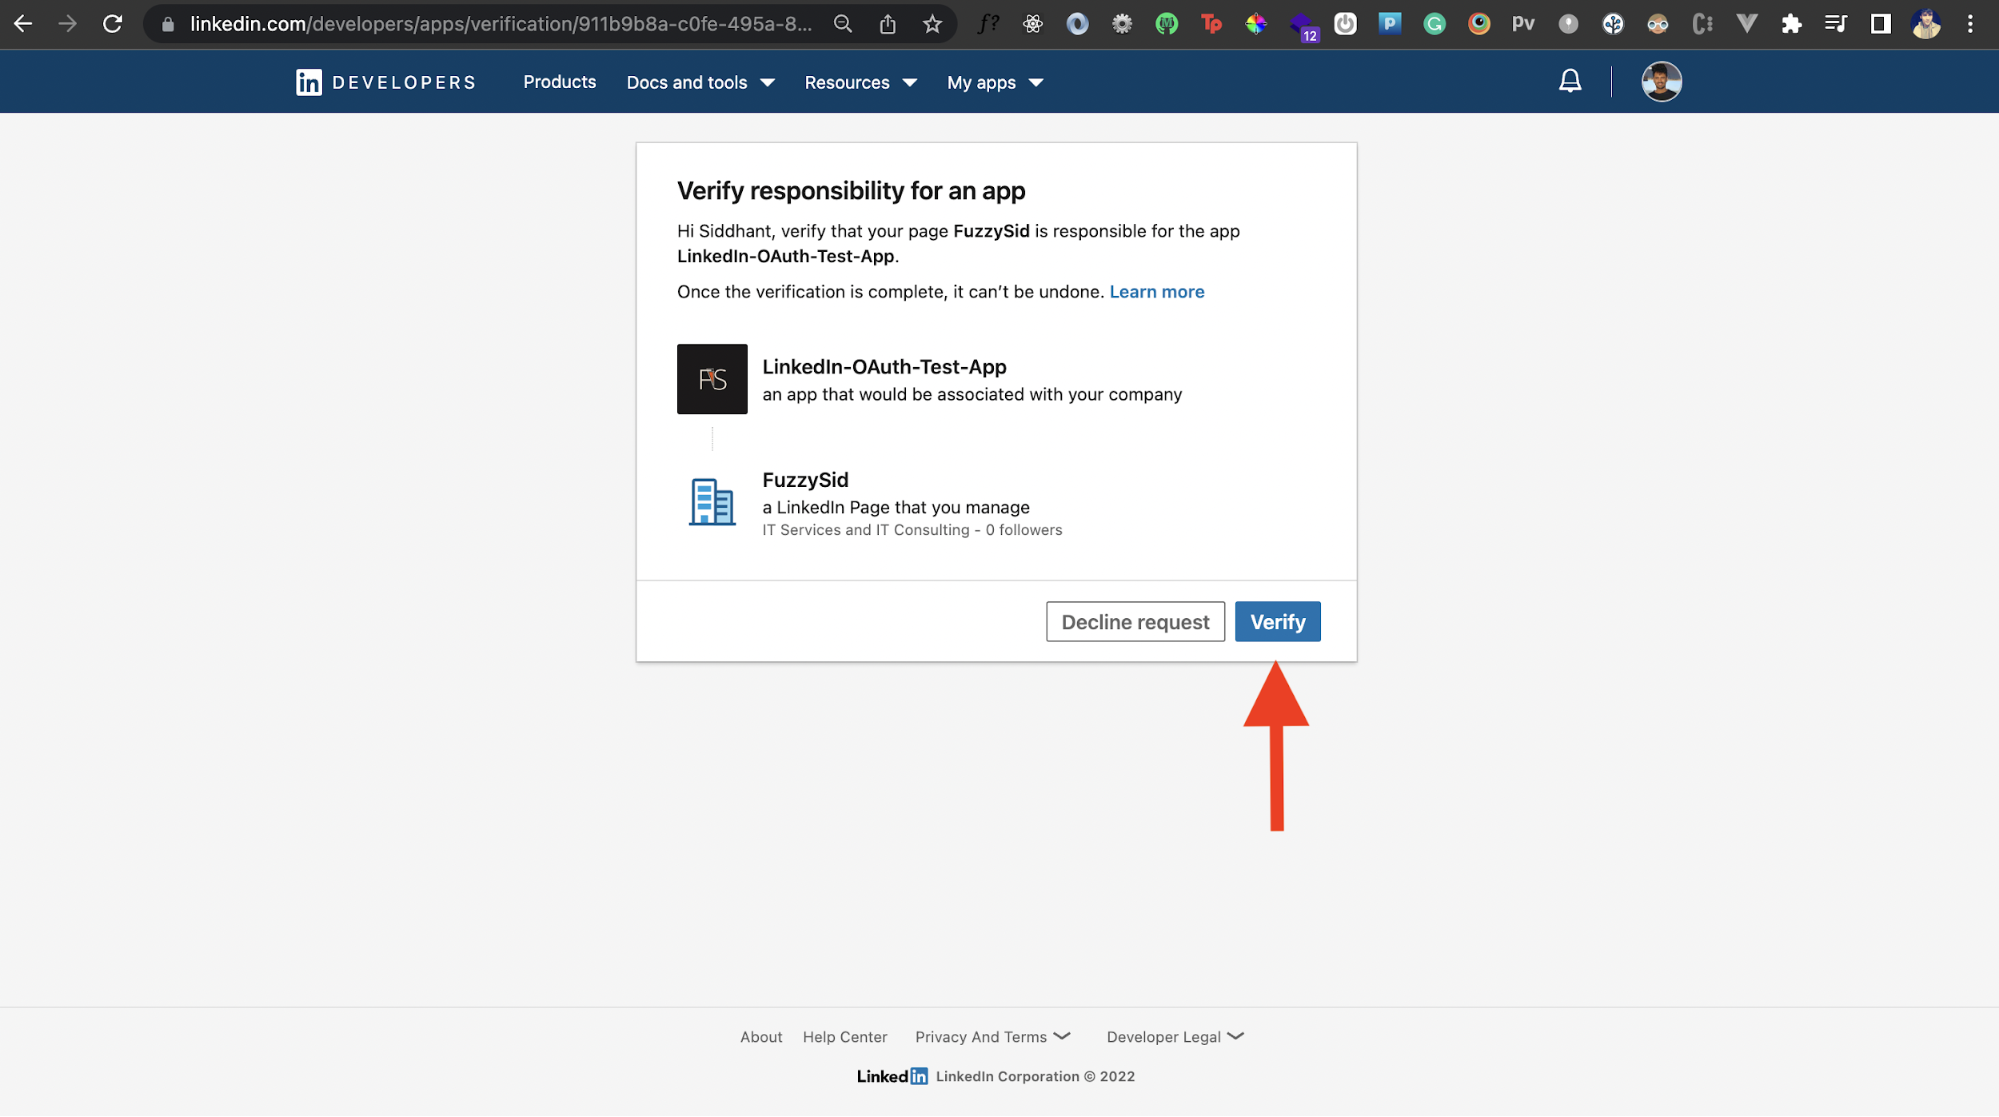 linkedin.com/developers/apps/verification/911b9b8a-c0fe-495a-8...
f?
Tp
12
P
G
Pv
in DEVELOPERS
Products
Docs and tools
Resources
My apps
Verify responsibility for an app
Hi Siddhant, verify that your page FuzzySid is responsible for the app
LinkedIn-OAuth-Test-App.
Once the verification is complete, it can’t be undone. Learn more
FS
LinkedIn-OAuth-Test-App
an app that would be associated with your company
FuzzySid
a LinkedIn Page that you manage
IT Services and IT Consulting - 0 followers
Decline request
Verify
About
Help Center
Privacy And Terms
Developer Legal
Linked in LinkedIn Corporation © 2022